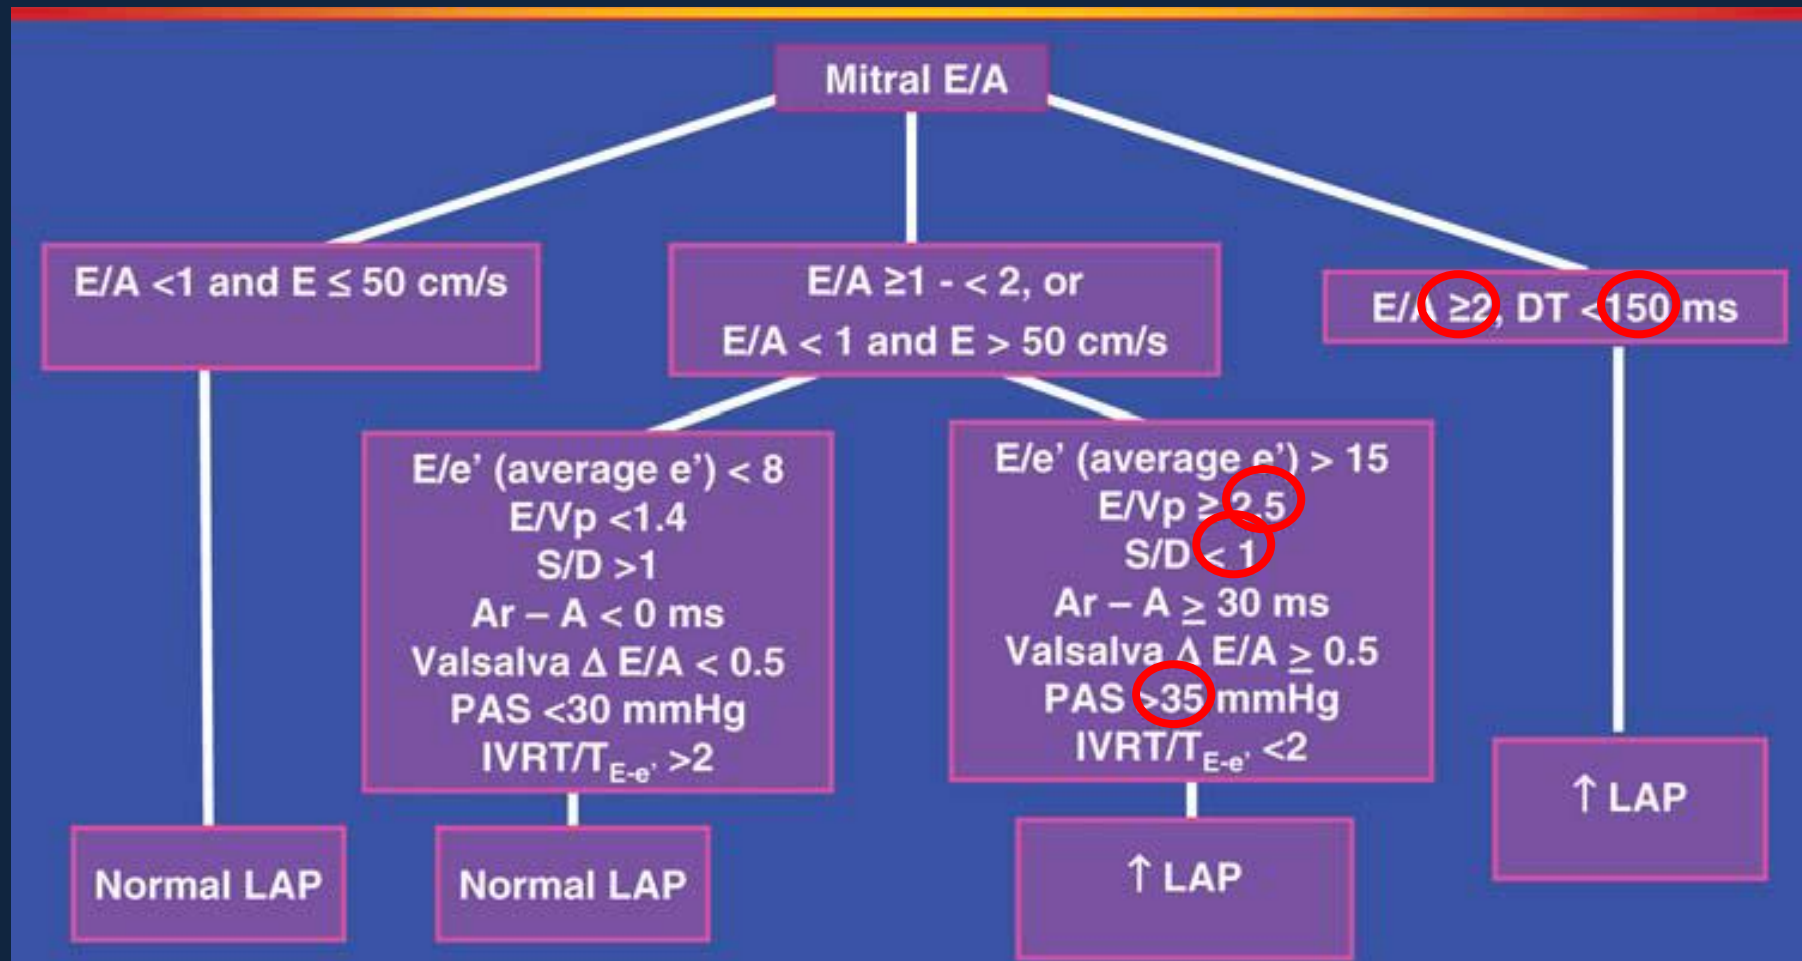 Mitral E/A
E/A <1 and E ≤ 50 cm/s
E/A ≥1 - < 2, or
E/A < 1 and E > 50 cm/s
E/A ≥2, DT <150 ms
E/e’ (average e’) < 8
E/Vp <1.4
S/D >1
Ar – A < 0 ms
Valsalva Δ E/A < 0.5
PAS <30 mmHg
IVRT/T_E-e’ >2
E/e’ (average e’) > 15
E/Vp ≥ 2.5
S/D < 1
Ar – A ≥ 30 ms
Valsalva Δ E/A ≥ 0.5
PAS >35 mmHg
IVRT/T_E-e’ <2
Normal LAP
Normal LAP
↑ LAP
↑ LAP